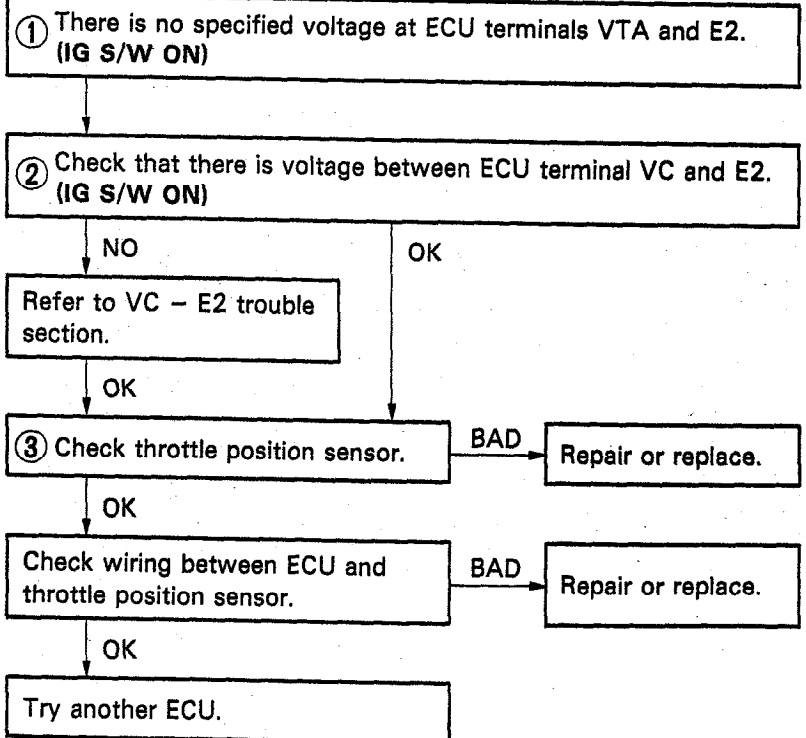 ① There is no specified voltage at ECU terminals VTA and E2.
(IG S/W ON)
② Check that there is voltage between ECU terminal VC and E2.
(IG S/W ON)
NO
OK
Refer to VC – E2 trouble
section.
OK
③ Check throttle position sensor.
BAD
Repair or replace.
OK
Check wiring between ECU and
throttle position sensor.
BAD
Repair or replace.
OK
Try another ECU.